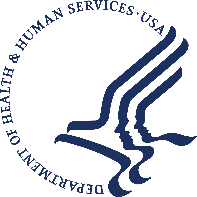 DEPARTMENT OF HEALTH & HUMAN SERVICES · USA